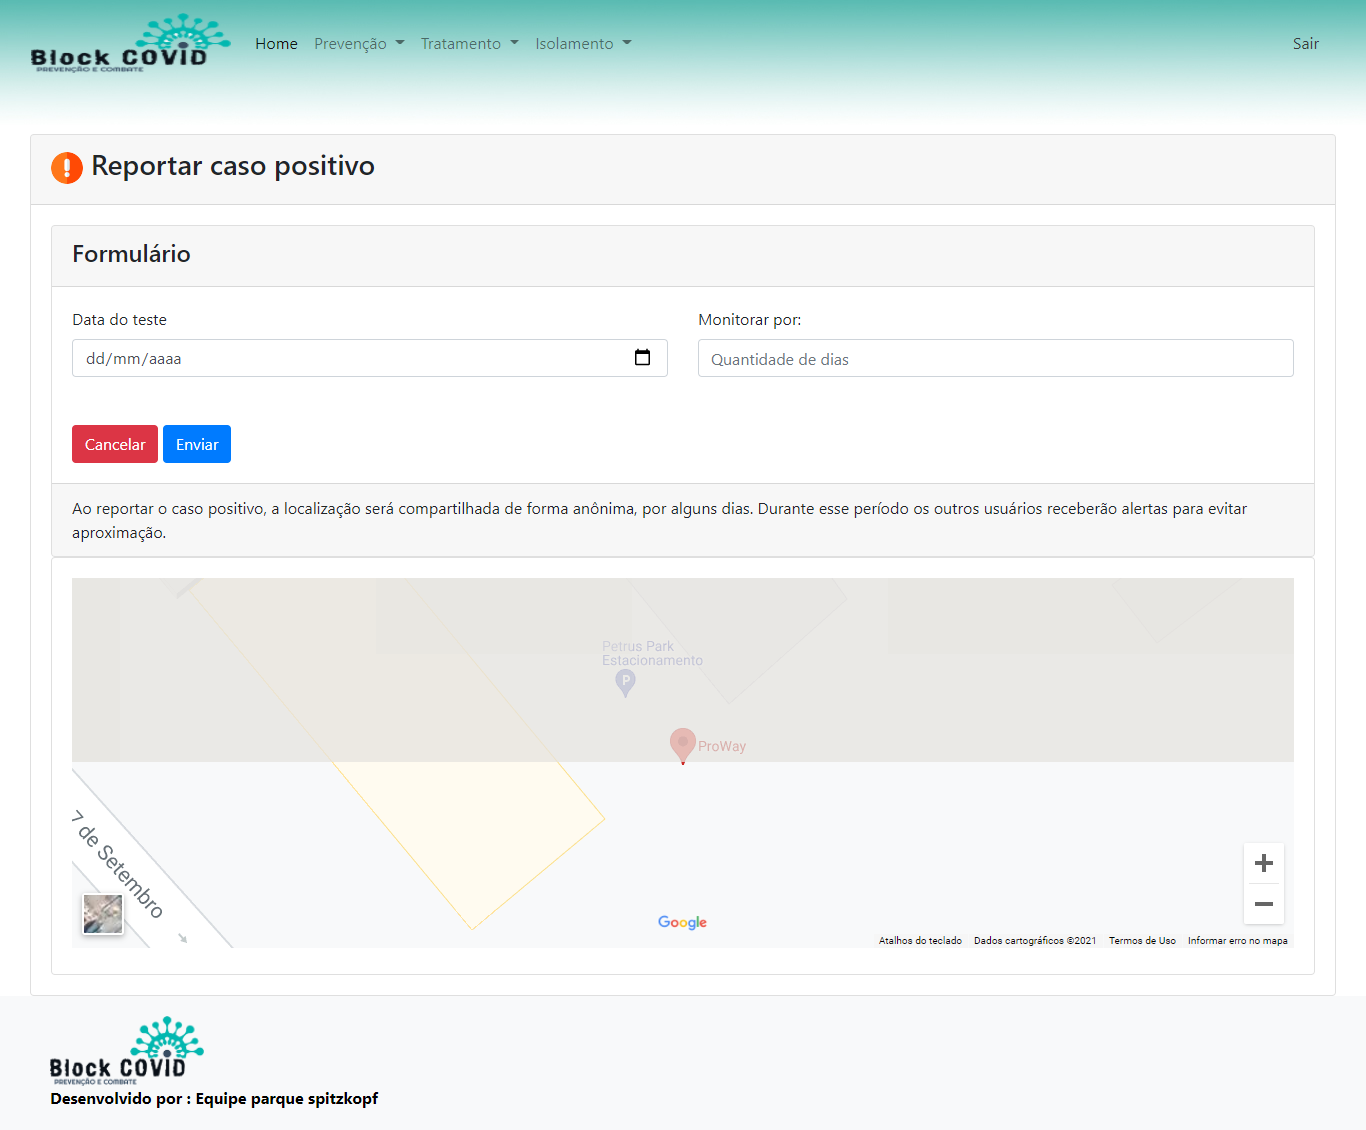 Block COVID
PREVENÇÃO E COMBATE
Home Prevenção Tratamento Isolamento Sair
Reportar caso positivo
Formulário
Data do teste
Monitorar por:
dd/mm/aaaa
Quantidade de dias
Cancelar Enviar
Ao reportar o caso positivo, a localização será compartilhada de forma anônima, por alguns dias. Durante esse período os outros usuários receberão alertas para evitar
aproximação.
Petrus Park
Estacionamento
P
ProWay
7 de Setembro
Google
Atalhos do teclado Dados cartográficos ©2021 Termos de Uso Informar erro no mapa
Block COVID
PREVENÇÃO E COMBATE
Desenvolvido por : Equipe parque spitzkopf